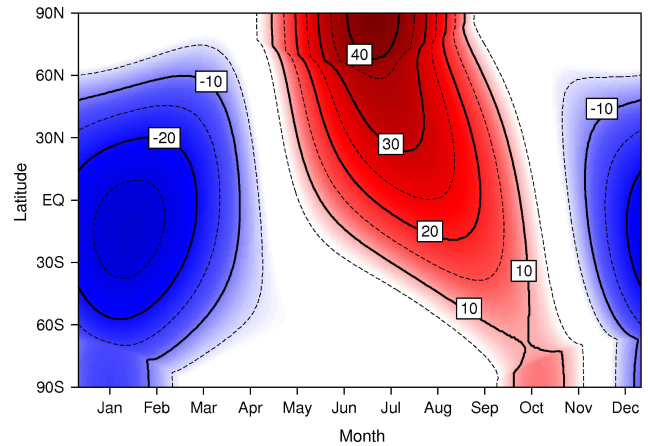 90N
40
60N
-10
-10
30N
-20
30
Latitude
EQ
20
30S
10
10
60S
90S
Jan Feb Mar Apr May Jun Jul Aug Sep Oct Nov Dec
Month